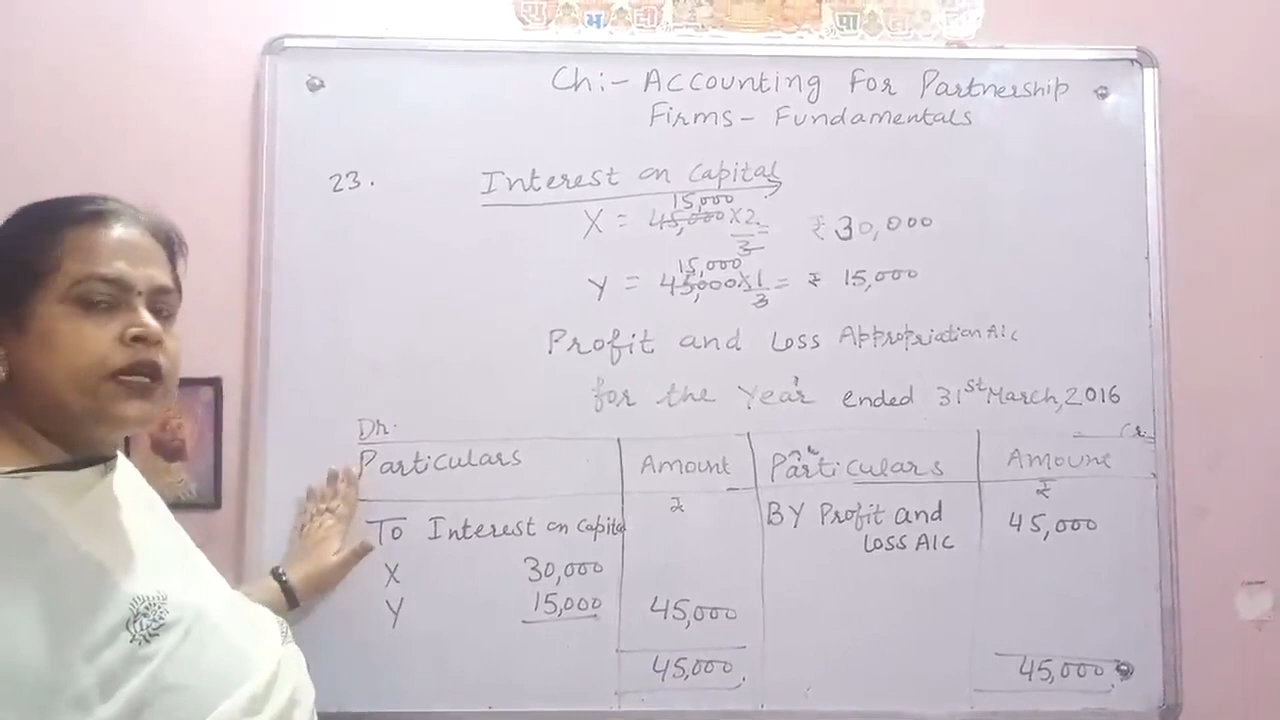 शु भ दी पा व ली
Ch:- Accounting for Partnership
Firms- Fundamentals
23. Interest on Capital
15,000
X = 45,000 X 2/3 = ₹ 30,000
15,000
Y = 45,000 X 1/3 = ₹ 15,000
Profit and Loss Appropriation A/c
for the Year ended 31st March, 2016
Dr. Cr.
Particulars Amount Particulars Amount
₹ ₹
To Interest on Capital BY Profit and 45,000
Loss A/c
X 30,000
Y 15,000 45,000
45,000 45,000